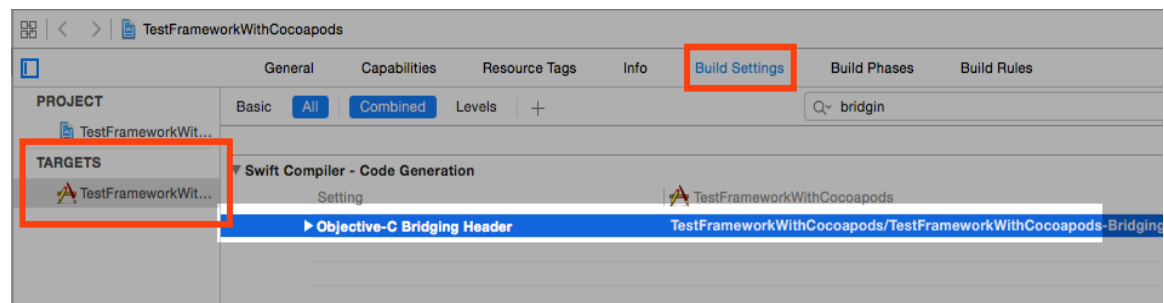 TestFrameworkWithCocoapods
General Capabilities Resource Tags Info Build Settings Build Phases Build Rules
PROJECT
TestFrameworkWit...
TARGETS
TestFrameworkWit...
Basic All Combined Levels + bridgin
Swift Compiler - Code Generation
Setting TestFrameworkWithCocoapods
Objective-C Bridging Header TestFrameworkWithCocoapods/TestFrameworkWithCocoapods-Bridging